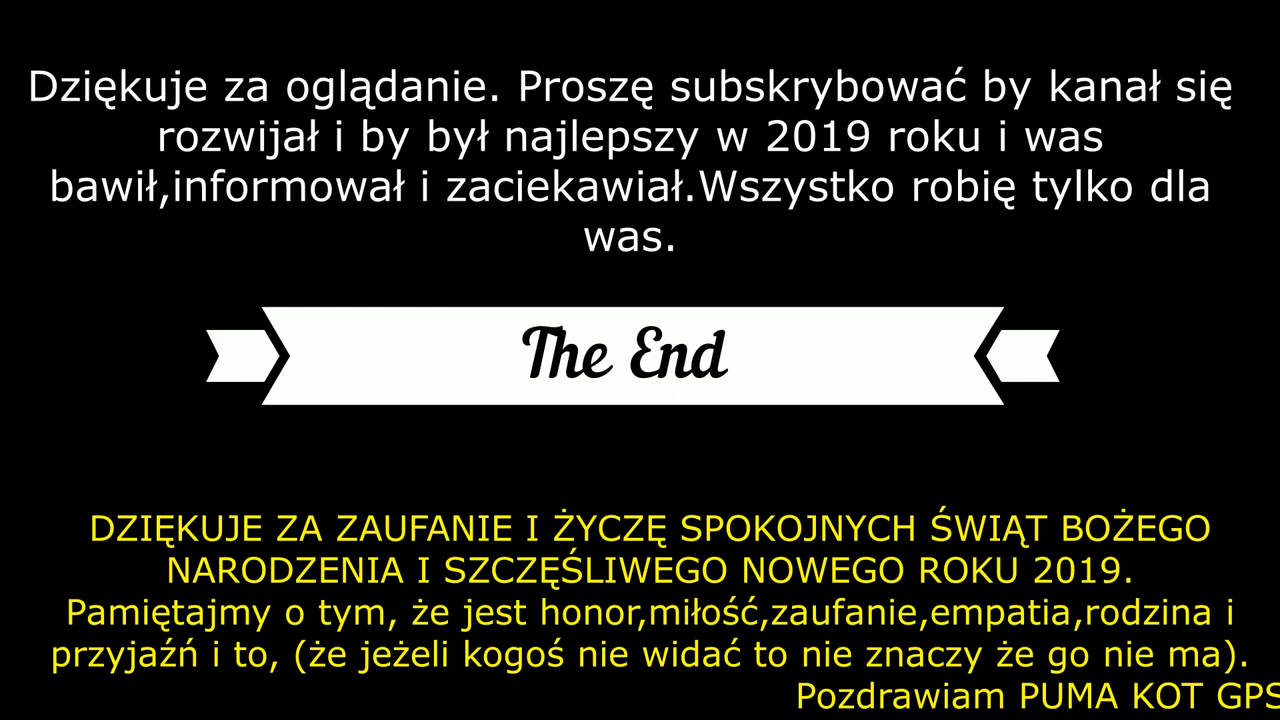 Dziękuje za oglądanie. Proszę subskrybować by kanał się
rozwijał i by był najlepszy w 2019 roku i was
bawił,informował i zaciekawiał.Wszystko robię tylko dla
was.
The End
DZIĘKUJE ZA ZAUFANIE I ŻYCZĘ SPOKOJNYCH ŚWIĄT BOŻEGO
NARODZENIA I SZCZĘŚLIWEGO NOWEGO ROKU 2019.
Pamiętajmy o tym, że jest honor,miłość,zaufanie,empatia,rodzina i
przyjaźń i to, (że jeżeli kogoś nie widać to nie znaczy że go nie ma).
Pozdrawiam PUMA KOT GPS